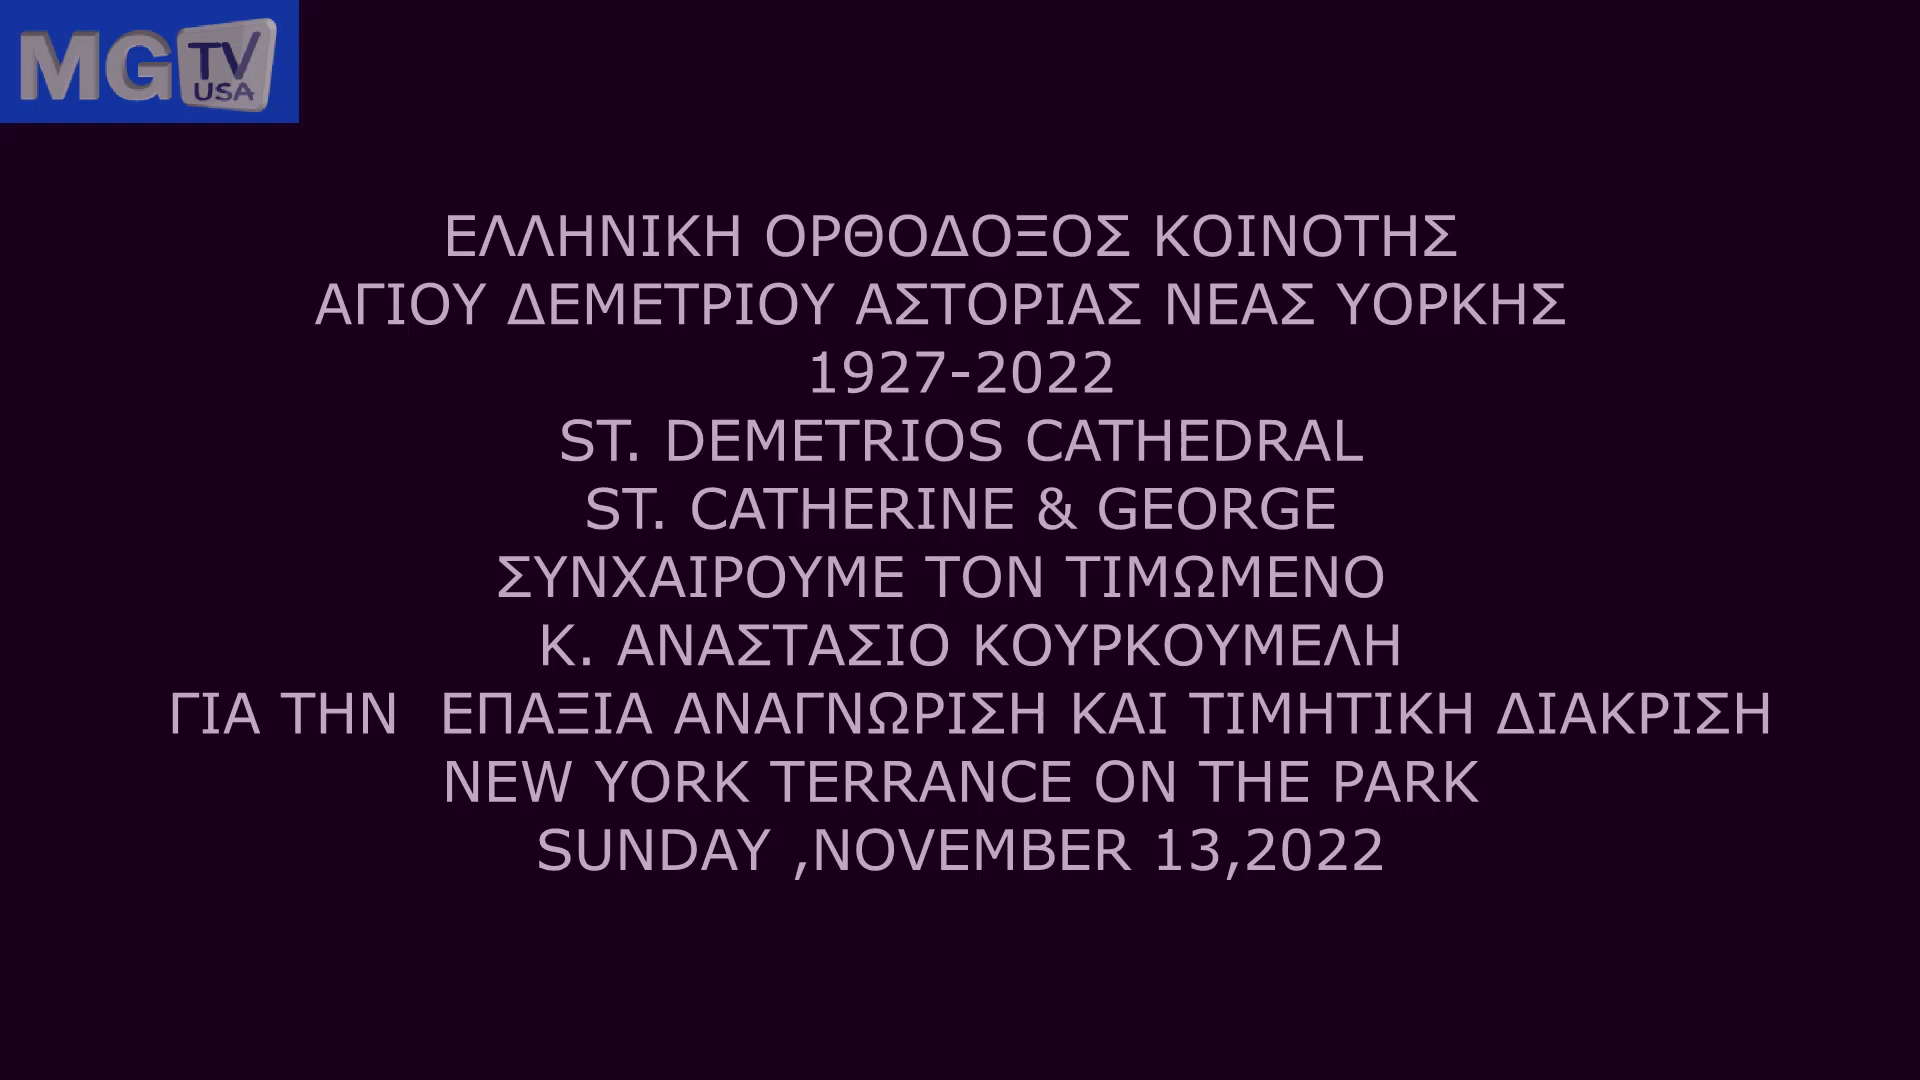 MG TV USA
ΕΛΛΗΝΙΚΗ ΟΡΘΟΔΟΞΟΣ ΚΟΙΝΟΤΗΣ
ΑΓΙΟΥ ΔΕΜΕΤΡΙΟΥ ΑΣΤΟΡΙΑΣ ΝΕΑΣ ΥΟΡΚΗΣ
1927-2022
ST. DEMETRIOS CATHEDRAL
ST. CATHERINE & GEORGE
ΣΥΝΧΑΙΡΟΥΜΕ ΤΟΝ ΤΙΜΩΜΕΝΟ
Κ. ΑΝΑΣΤΑΣΙΟ ΚΟΥΡΚΟΥΜΕΛΗ
ΓΙΑ ΤΗΝ  ΕΠΑΞΙΑ ΑΝΑΓΝΩΡΙΣΗ ΚΑΙ ΤΙΜΗΤΙΚΗ ΔΙΑΚΡΙΣΗ
NEW YORK TERRANCE ON THE PARK
SUNDAY ,NOVEMBER 13,2022